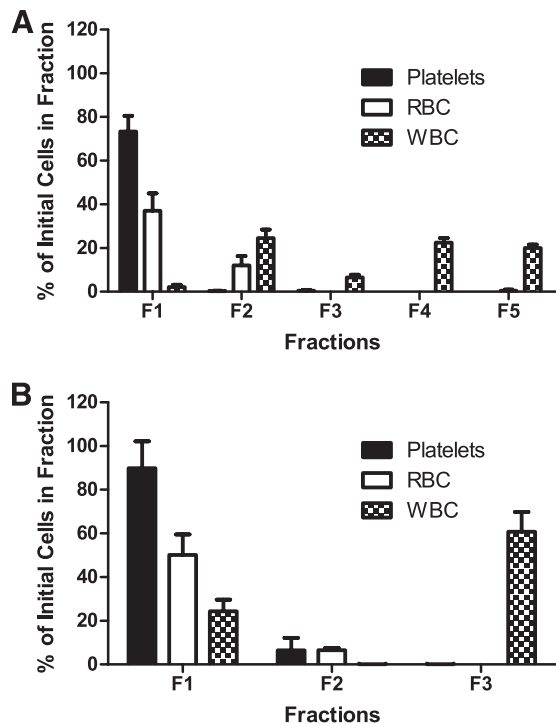 A
% of Initial Cells in Fraction
120
100
80
60
40
20
0
Platelets
RBC
WBC
F1 F2 F3 F4 F5
Fractions
B
% of Initial Cells in Fraction
120
100
80
60
40
20
0
Platelets
RBC
WBC
F1 F2 F3
Fractions